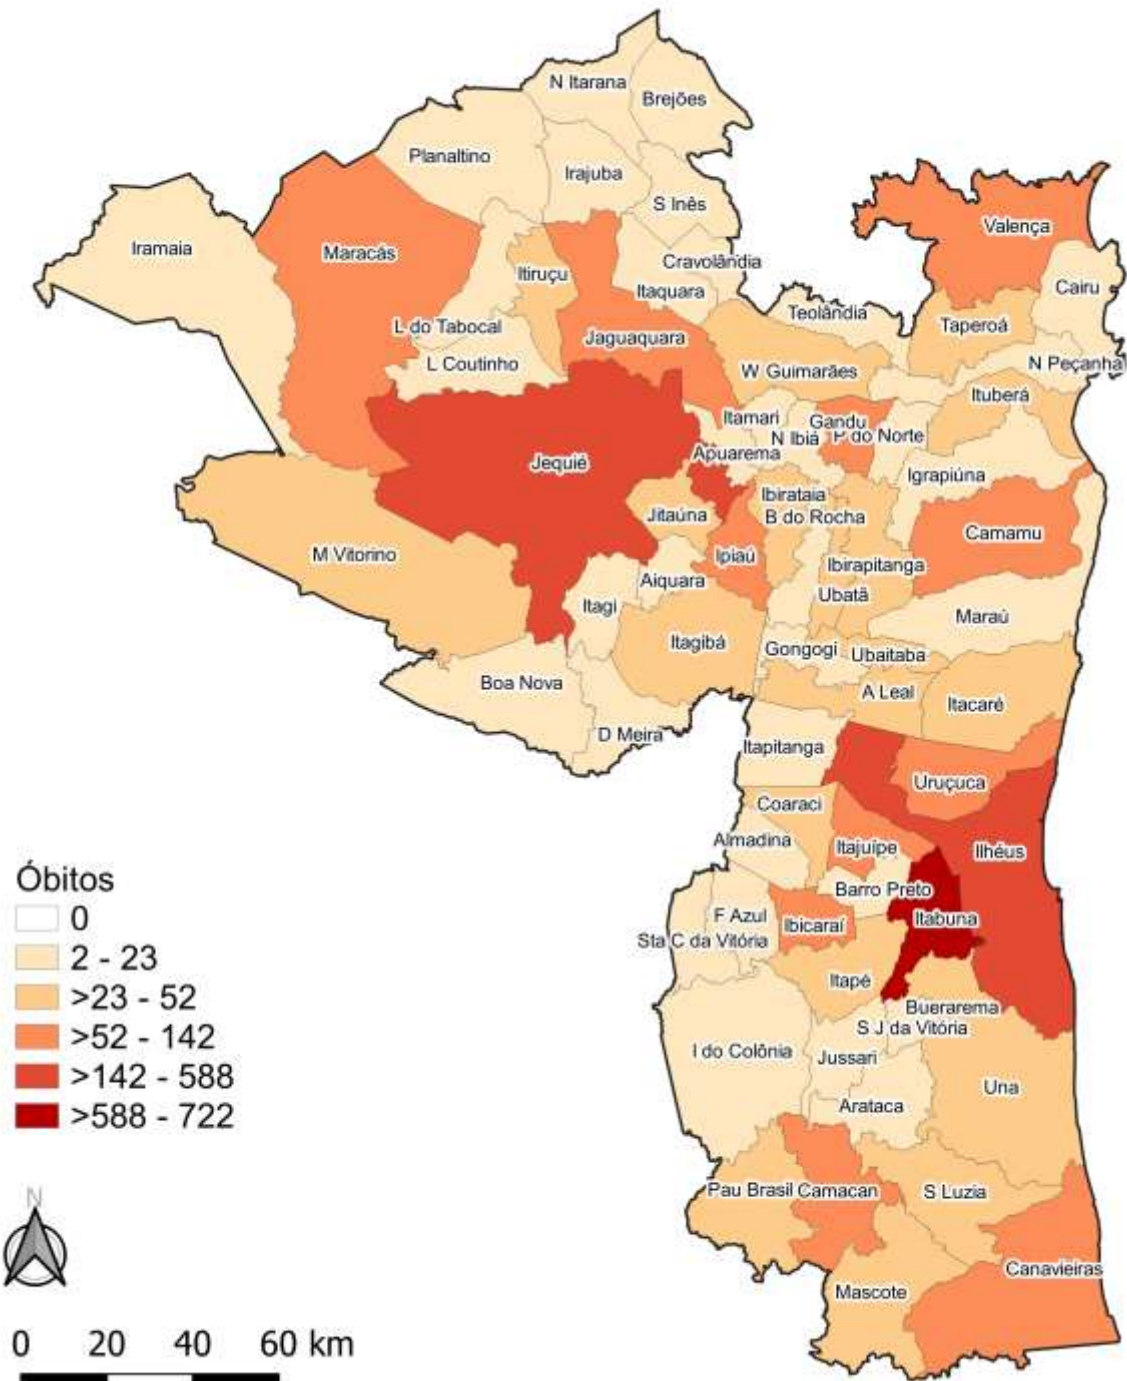 N Itarana
Brejões
Planaltino
Irajuba
S Inês
Valença
Iramaia
Maracás
Cravolândia
Itiruçu
Cairu
Itaquara
Teolândia
L do Tabocal
Taperoá
Jaguaquara
L Coutinho
N Peçanha
W Guimarães
Ituberá
Itamari
Gandu
N Ibiá
P do Norte
Apuarema
Jequié
Igrapiúna
Ibirataia
Jitaúna
B do Rocha
Camamu
M Vitorino
Ipiaú
Ibirapitanga
Aiquara
Ubatã
Itagi
Maraú
Itagibá
Gongogi
Ubaitaba
Boa Nova
A Leal
Itacaré
D Meira
Itapitanga
Uruçuca
Coaraci
Almadina
Itajuípe
Ilhéus
Barro Preto
F Azul
Ibicaraí
Itabuna
Sta C da Vitória
Itapé
Buerarema
S J da Vitória
I do Colônia
Jussari
Una
Arataca
Pau Brasil
Camacan
S Luzia
Canavieiras
Mascote
Óbitos
0
2 - 23
>23 - 52
>52 - 142
>142 - 588
>588 - 722
N
0 20 40 60 km